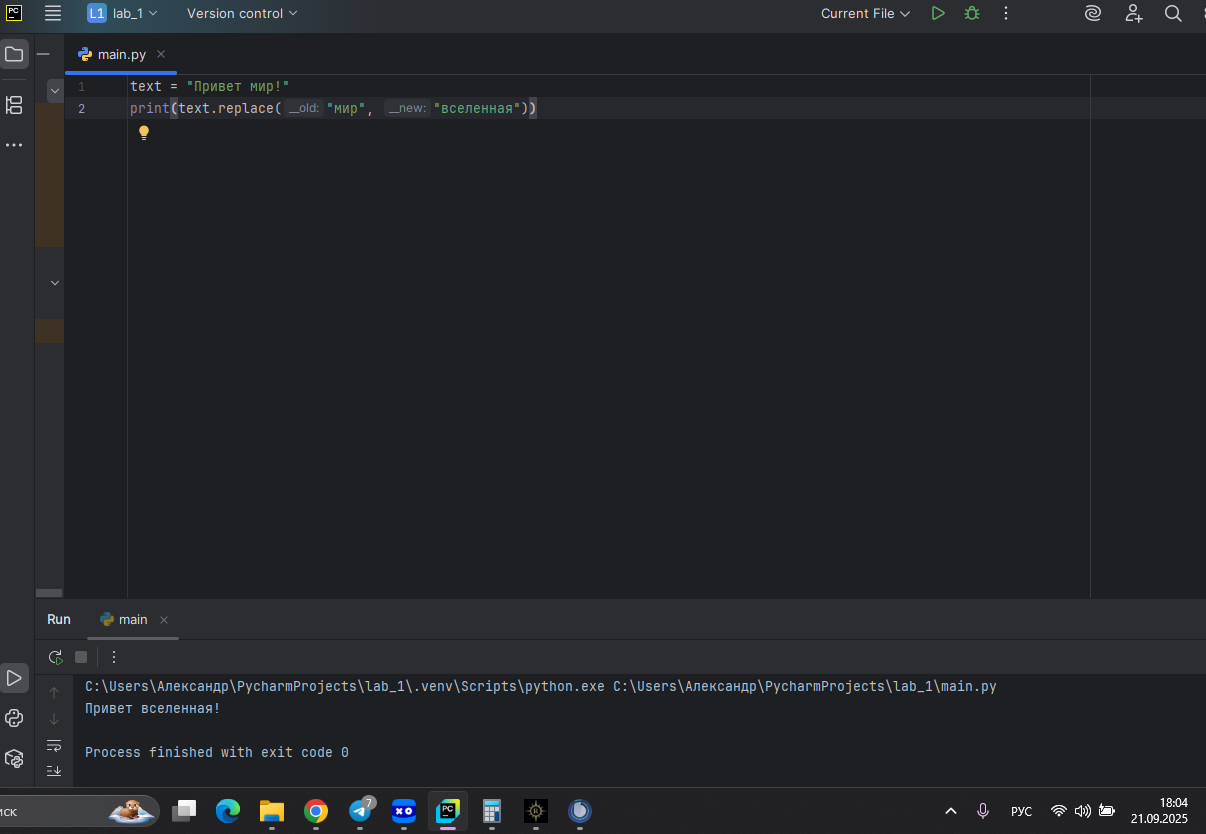 PC L1 lab_1 Version control Current File
main.py
1 text = "Привет мир!"
2 print(text.replace( __old: "мир", __new: "вселенная"))
Run main
C:\Users\Александр\PycharmProjects\lab_1\.venv\Scripts\python.exe C:\Users\Александр\PycharmProjects\lab_1\main.py
Привет вселенная!
Process finished with exit code 0
иск 7 PC РУС 18:04
21.09.2025